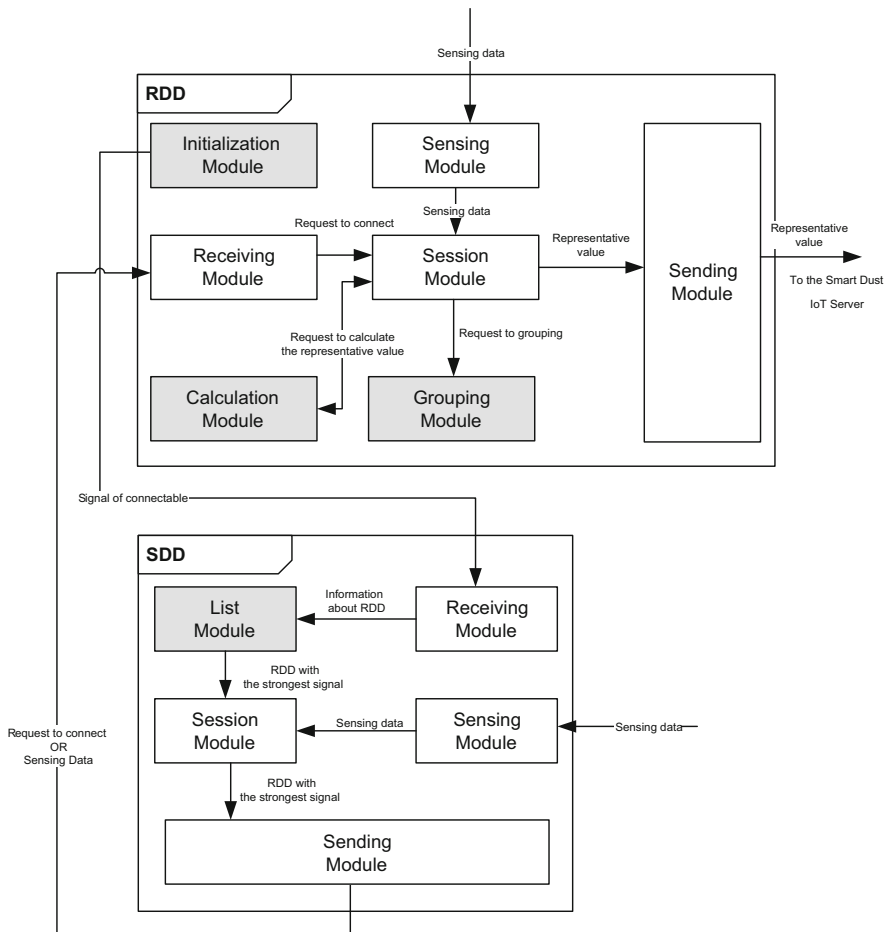 Sensing data
RDD
Initialization
Module
Sensing
Module
Sensing data
Request to connect
Receiving
Module
Session
Module
Representative
value
Sending
Module
Representative
value
To the Smart Dust
IoT Server
Request to calculate
the representative value
Request to grouping
Calculation
Module
Grouping
Module
Signal of connectable
SDD
List
Module
Information
about RDD
Receiving
Module
RDD with
the strongest signal
Session
Module
Sensing data
Sensing
Module
Sensing data
Request to connect
OR
Sensing Data
RDD with
the strongest signal
Sending
Module